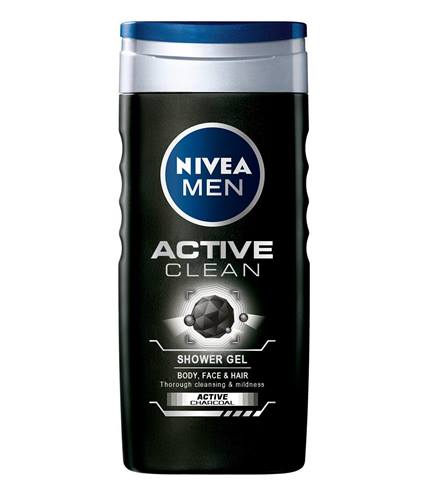 NIVEA
MEN
ACTIVE
CLEAN
SHOWER GEL
BODY, FACE & HAIR
Thorough cleansing & mildness
ACTIVE
CHARCOAL